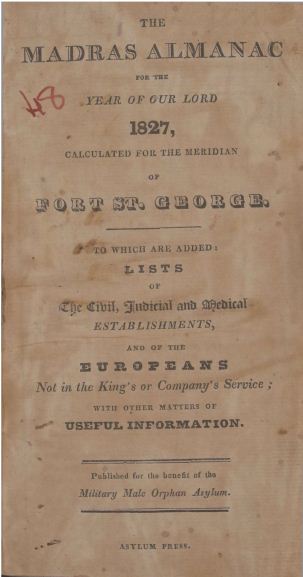 THE
MADRAS ALMANAC
FOR THE
YEAR OF OUR LORD
48
1827,
CALCULATED FOR THE MERIDIAN
OF
FORT ST. GEORGE.
TO WHICH ARE ADDED:
LISTS
OF
The Civil, Judicial and Medical
ESTABLISHMENTS,
AND OF THE
EUROPEANS
Not in the King's or Company's Service;
WITH OTHER MATTERS OF
USEFUL INFORMATION.
Published for the benefit of the
Military Male Orphan Asylum.
ASYLUM PRESS.